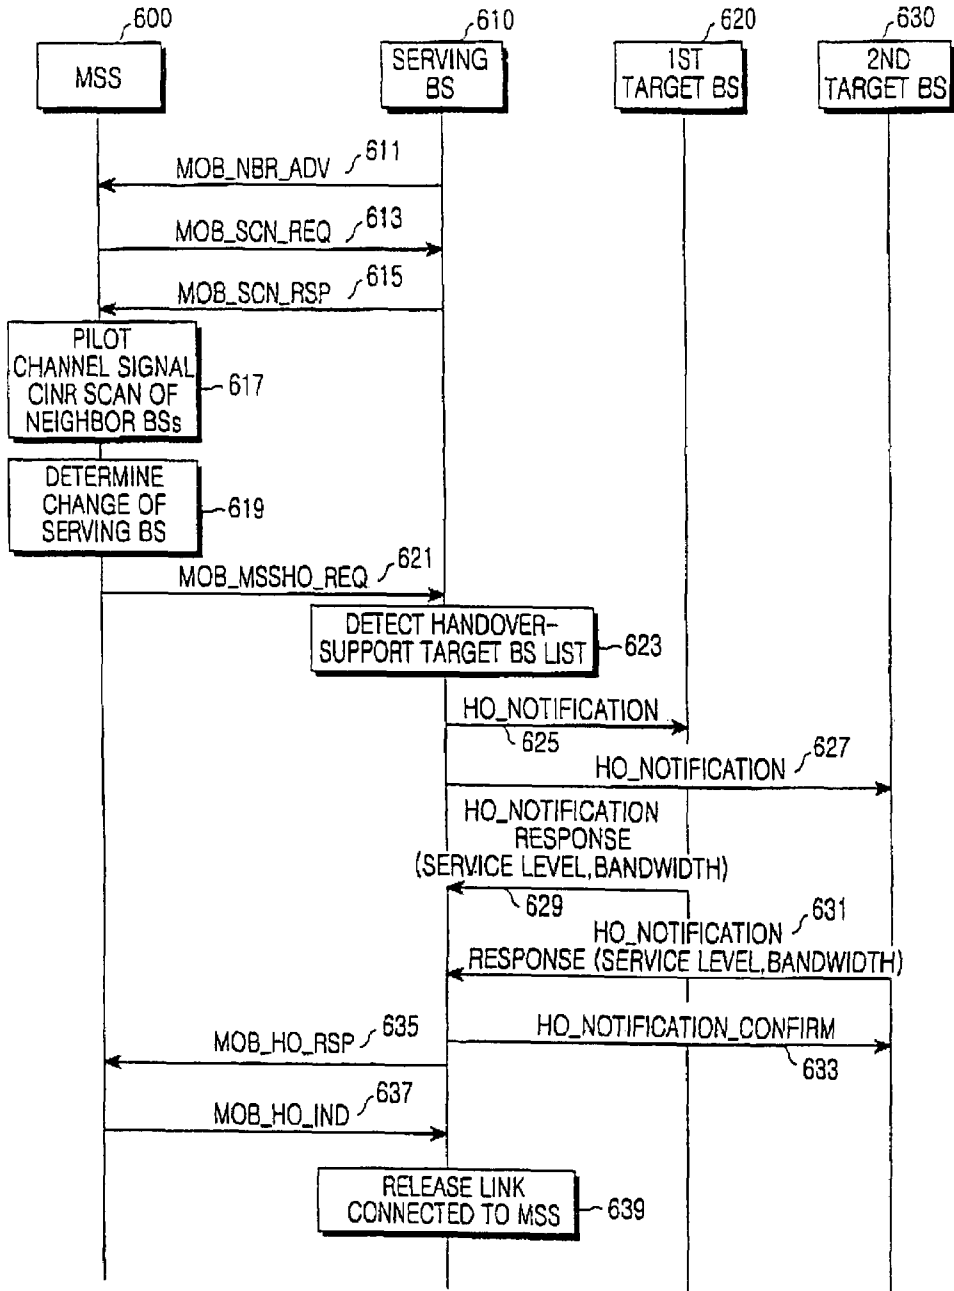 600
610
620
630
MSS
SERVING
BS
1ST
TARGET BS
2ND
TARGET BS
611
MOB_NBR_ADV
613
MOB_SCN_REQ
615
MOB_SCN_RSP
PILOT
CHANNEL SIGNAL
CINR SCAN OF
NEIGHBOR BSs
617
DETERMINE
CHANGE OF
SERVING BS
619
621
MOB_MSSHO_REQ
DETECT HANDOVER-
SUPPORT TARGET BS LIST
623
HO_NOTIFICATION
625
627
HO_NOTIFICATION
HO_NOTIFICATION
RESPONSE
(SERVICE LEVEL,BANDWIDTH)
629
631
HO_NOTIFICATION
RESPONSE (SERVICE LEVEL,BANDWIDTH)
635
MOB_HO_RSP
HO_NOTIFICATION_CONFIRM
633
637
MOB_HO_IND
RELEASE LINK
CONNECTED TO MSS
639